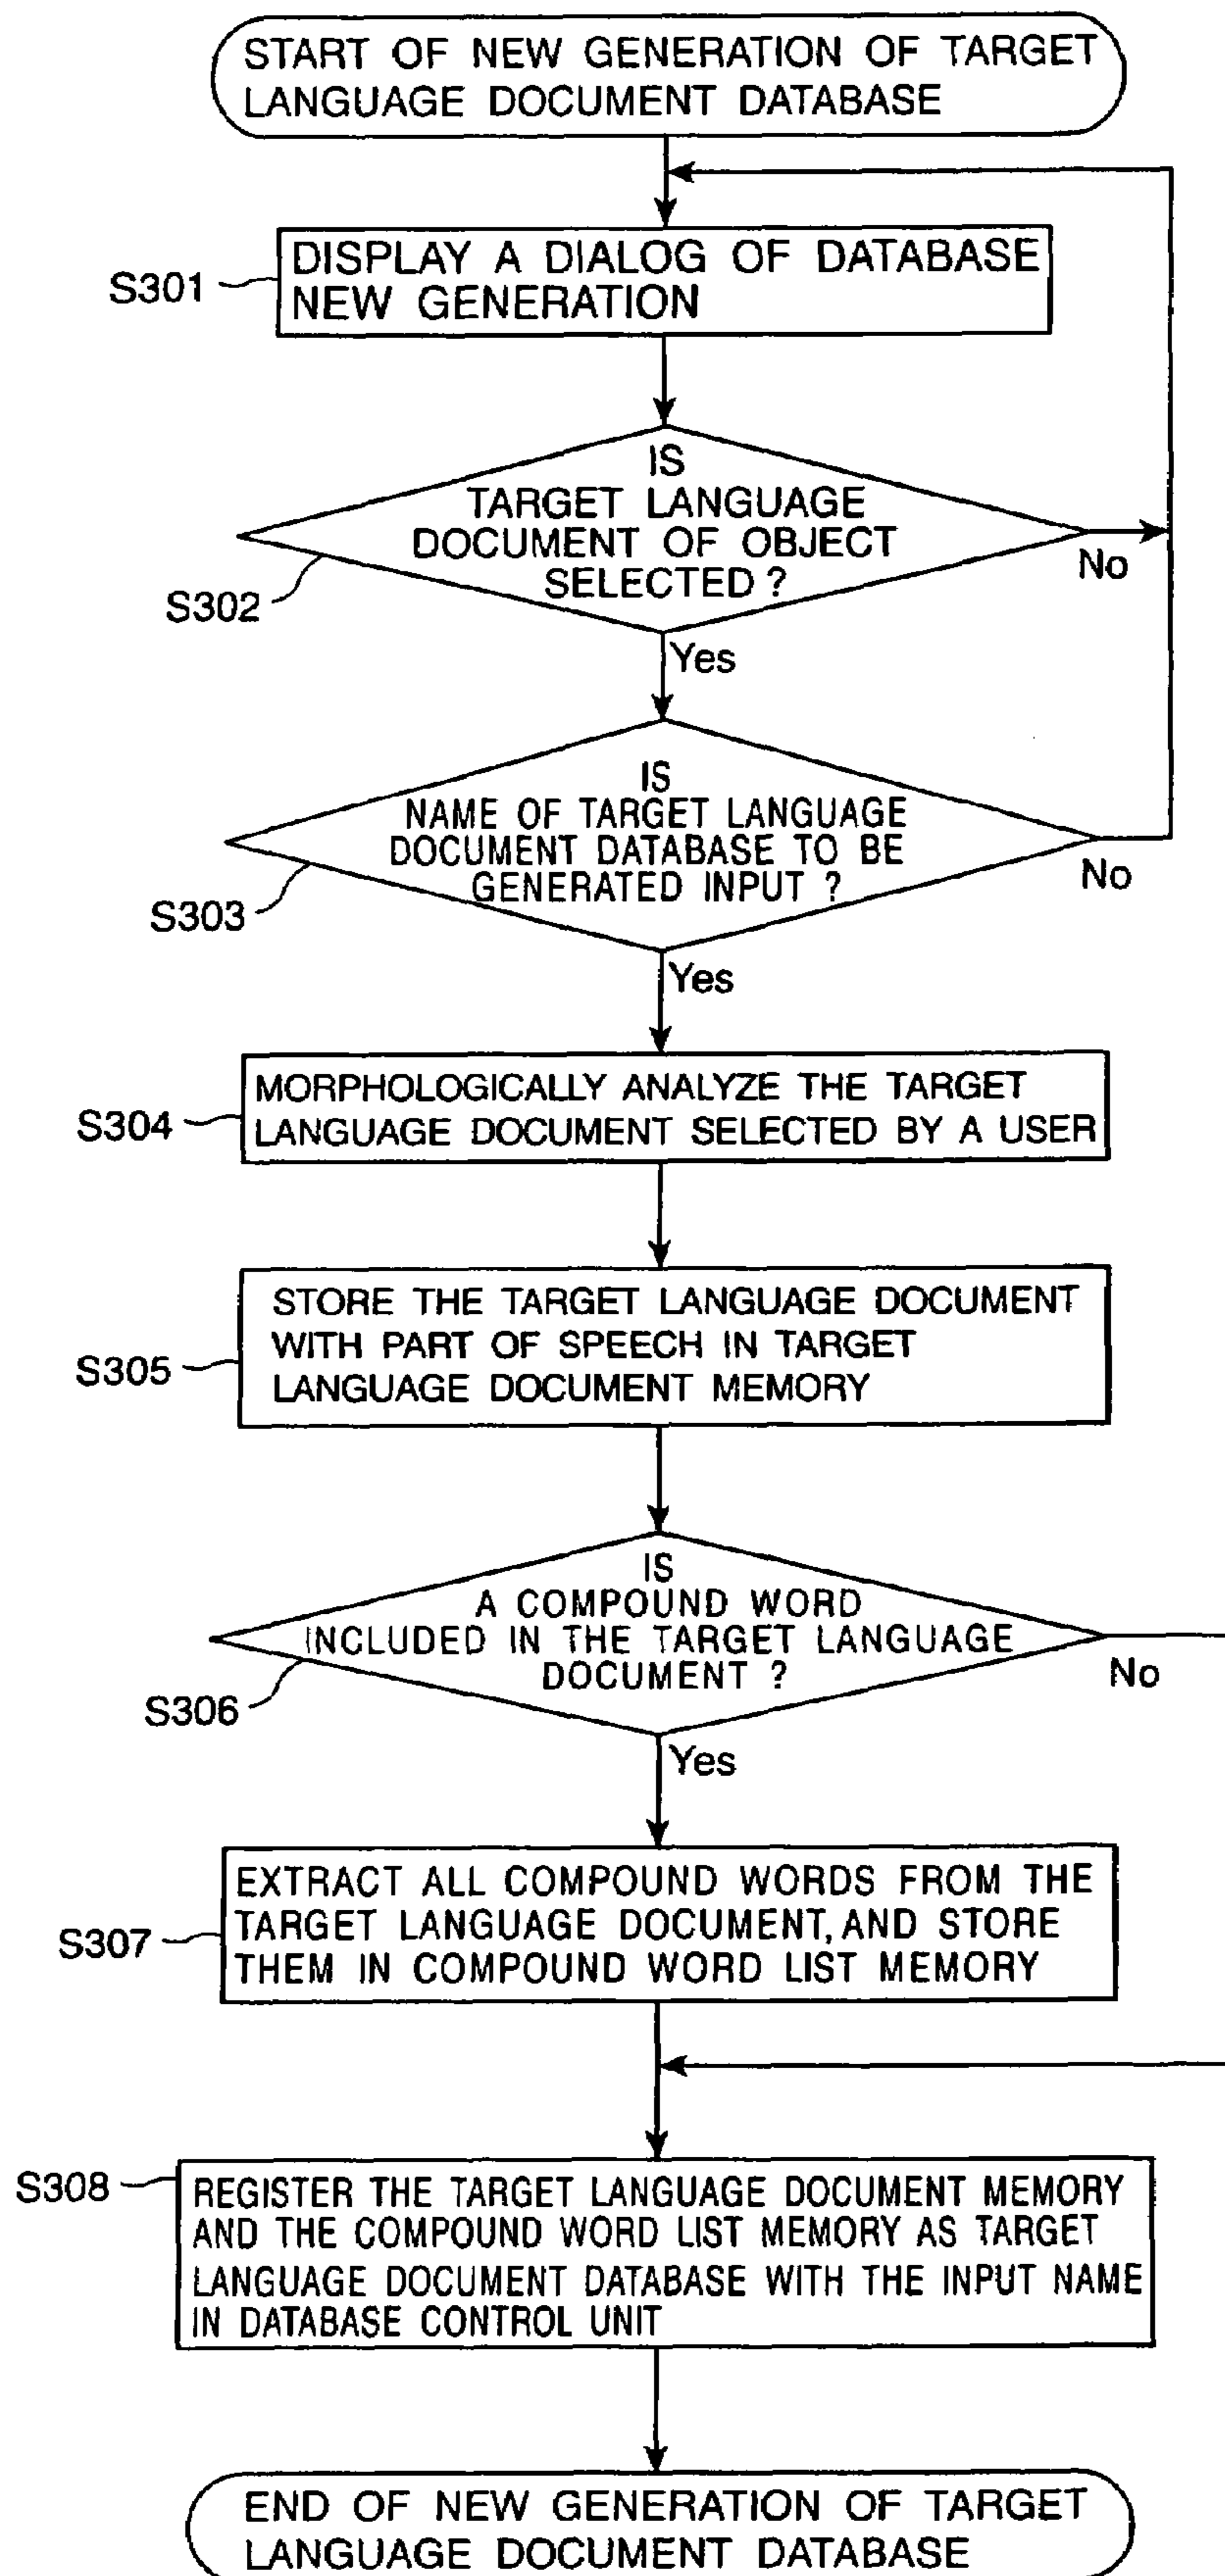 START OF NEW GENERATION OF TARGET
LANGUAGE DOCUMENT DATABASE
S301
DISPLAY A DIALOG OF DATABASE
NEW GENERATION
IS
TARGET LANGUAGE
DOCUMENT OF OBJECT
SELECTED ?
No
S302
Yes
IS
NAME OF TARGET LANGUAGE
DOCUMENT DATABASE TO BE
GENERATED INPUT ?
No
S303
Yes
S304
MORPHOLOGICALLY ANALYZE THE TARGET
LANGUAGE DOCUMENT SELECTED BY A USER
S305
STORE THE TARGET LANGUAGE DOCUMENT
WITH PART OF SPEECH IN TARGET
LANGUAGE DOCUMENT MEMORY
IS
A COMPOUND WORD
INCLUDED IN THE TARGET LANGUAGE
DOCUMENT ?
No
S306
Yes
S307
EXTRACT ALL COMPOUND WORDS FROM THE
TARGET LANGUAGE DOCUMENT, AND STORE
THEM IN COMPOUND WORD LIST MEMORY
S308
REGISTER THE TARGET LANGUAGE DOCUMENT MEMORY
AND THE COMPOUND WORD LIST MEMORY AS TARGET
LANGUAGE DOCUMENT DATABASE WITH THE INPUT NAME
IN DATABASE CONTROL UNIT
END OF NEW GENERATION OF TARGET
LANGUAGE DOCUMENT DATABASE